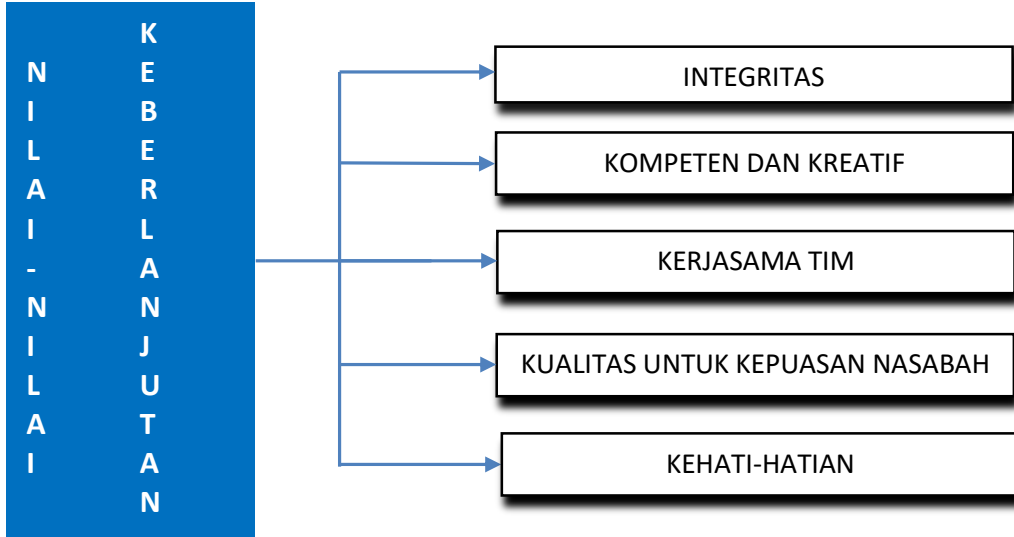 NILAI-NILAI
KEBERLANJUTAN
INTEGRITAS
KOMPETEN DAN KREATIF
KERJASAMA TIM
KUALITAS UNTUK KEPUASAN NASABAH
KEHATI-HATIAN